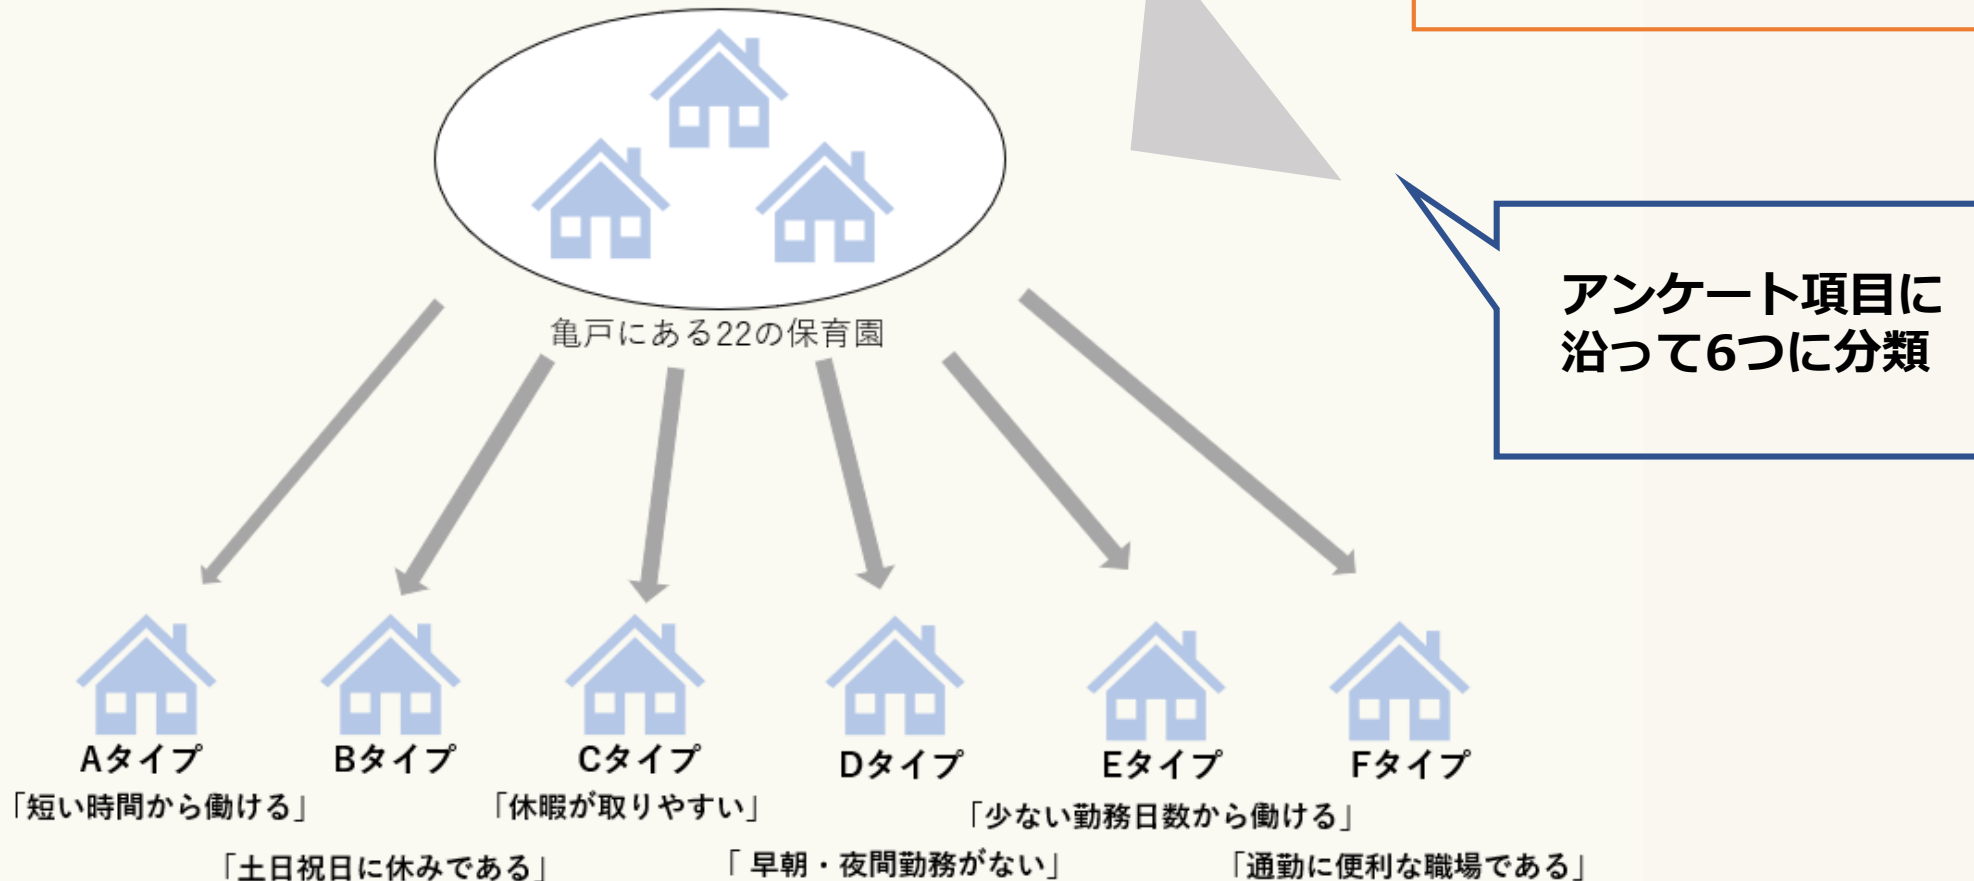 亀戸にある22の保育園
アンケート項目に
沿って6つに分類
Aタイプ
Bタイプ
Cタイプ
Dタイプ
Eタイプ
Fタイプ
「短い時間から働ける」
「休暇が取りやすい」
「少ない勤務日数から働ける」
「土日祝日に休みである」
「 早朝・夜間勤務がない」
「通勤に便利な職場である」